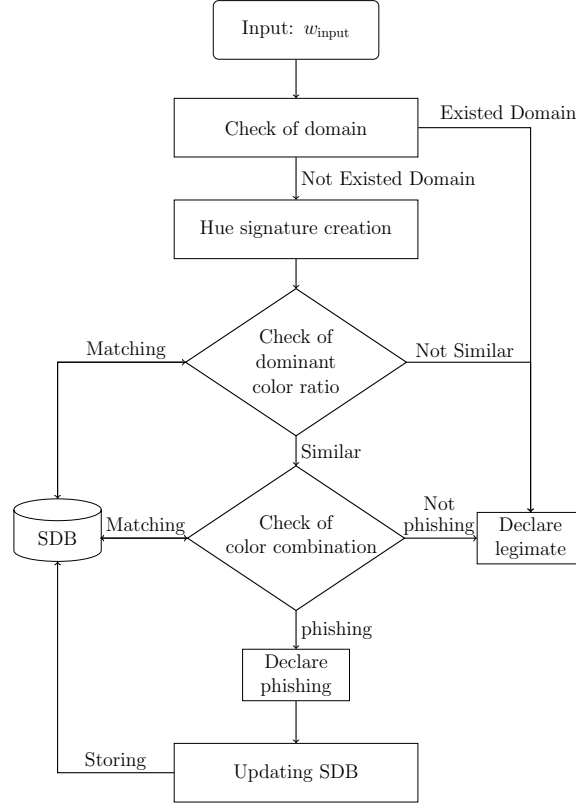 Input: w_input
Existed Domain
Check of domain
Not Existed Domain
Hue signature creation
Check of
dominant
color ratio
Matching
Not Similar
Similar
SDB
Matching
Check of
color combination
Not
phishing
Declare
legimate
phishing
Declare
phishing
Storing
Updating SDB